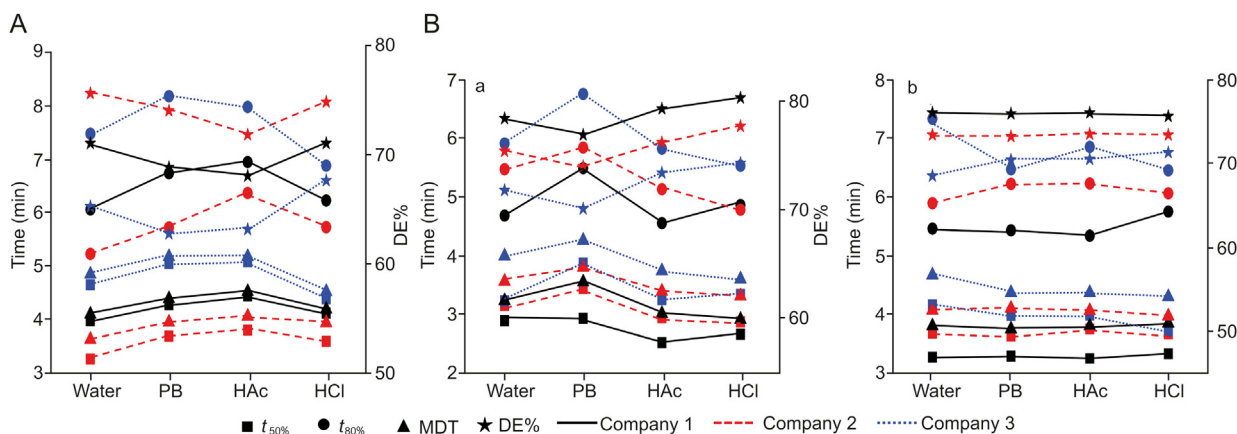 A
B
9
8
7
6
5
4
3
Time (min)
80
70
60
50
DE%
Water PB HAc HCl
a
7
6
5
4
3
2
Time (min)
80
70
60
DE%
Water PB HAc HCl
b
8
7
6
5
4
3
Time (min)
80
70
60
50
Water PB HAc HCl
t50% t80% MDT DE% Company 1 Company 2 Company 3